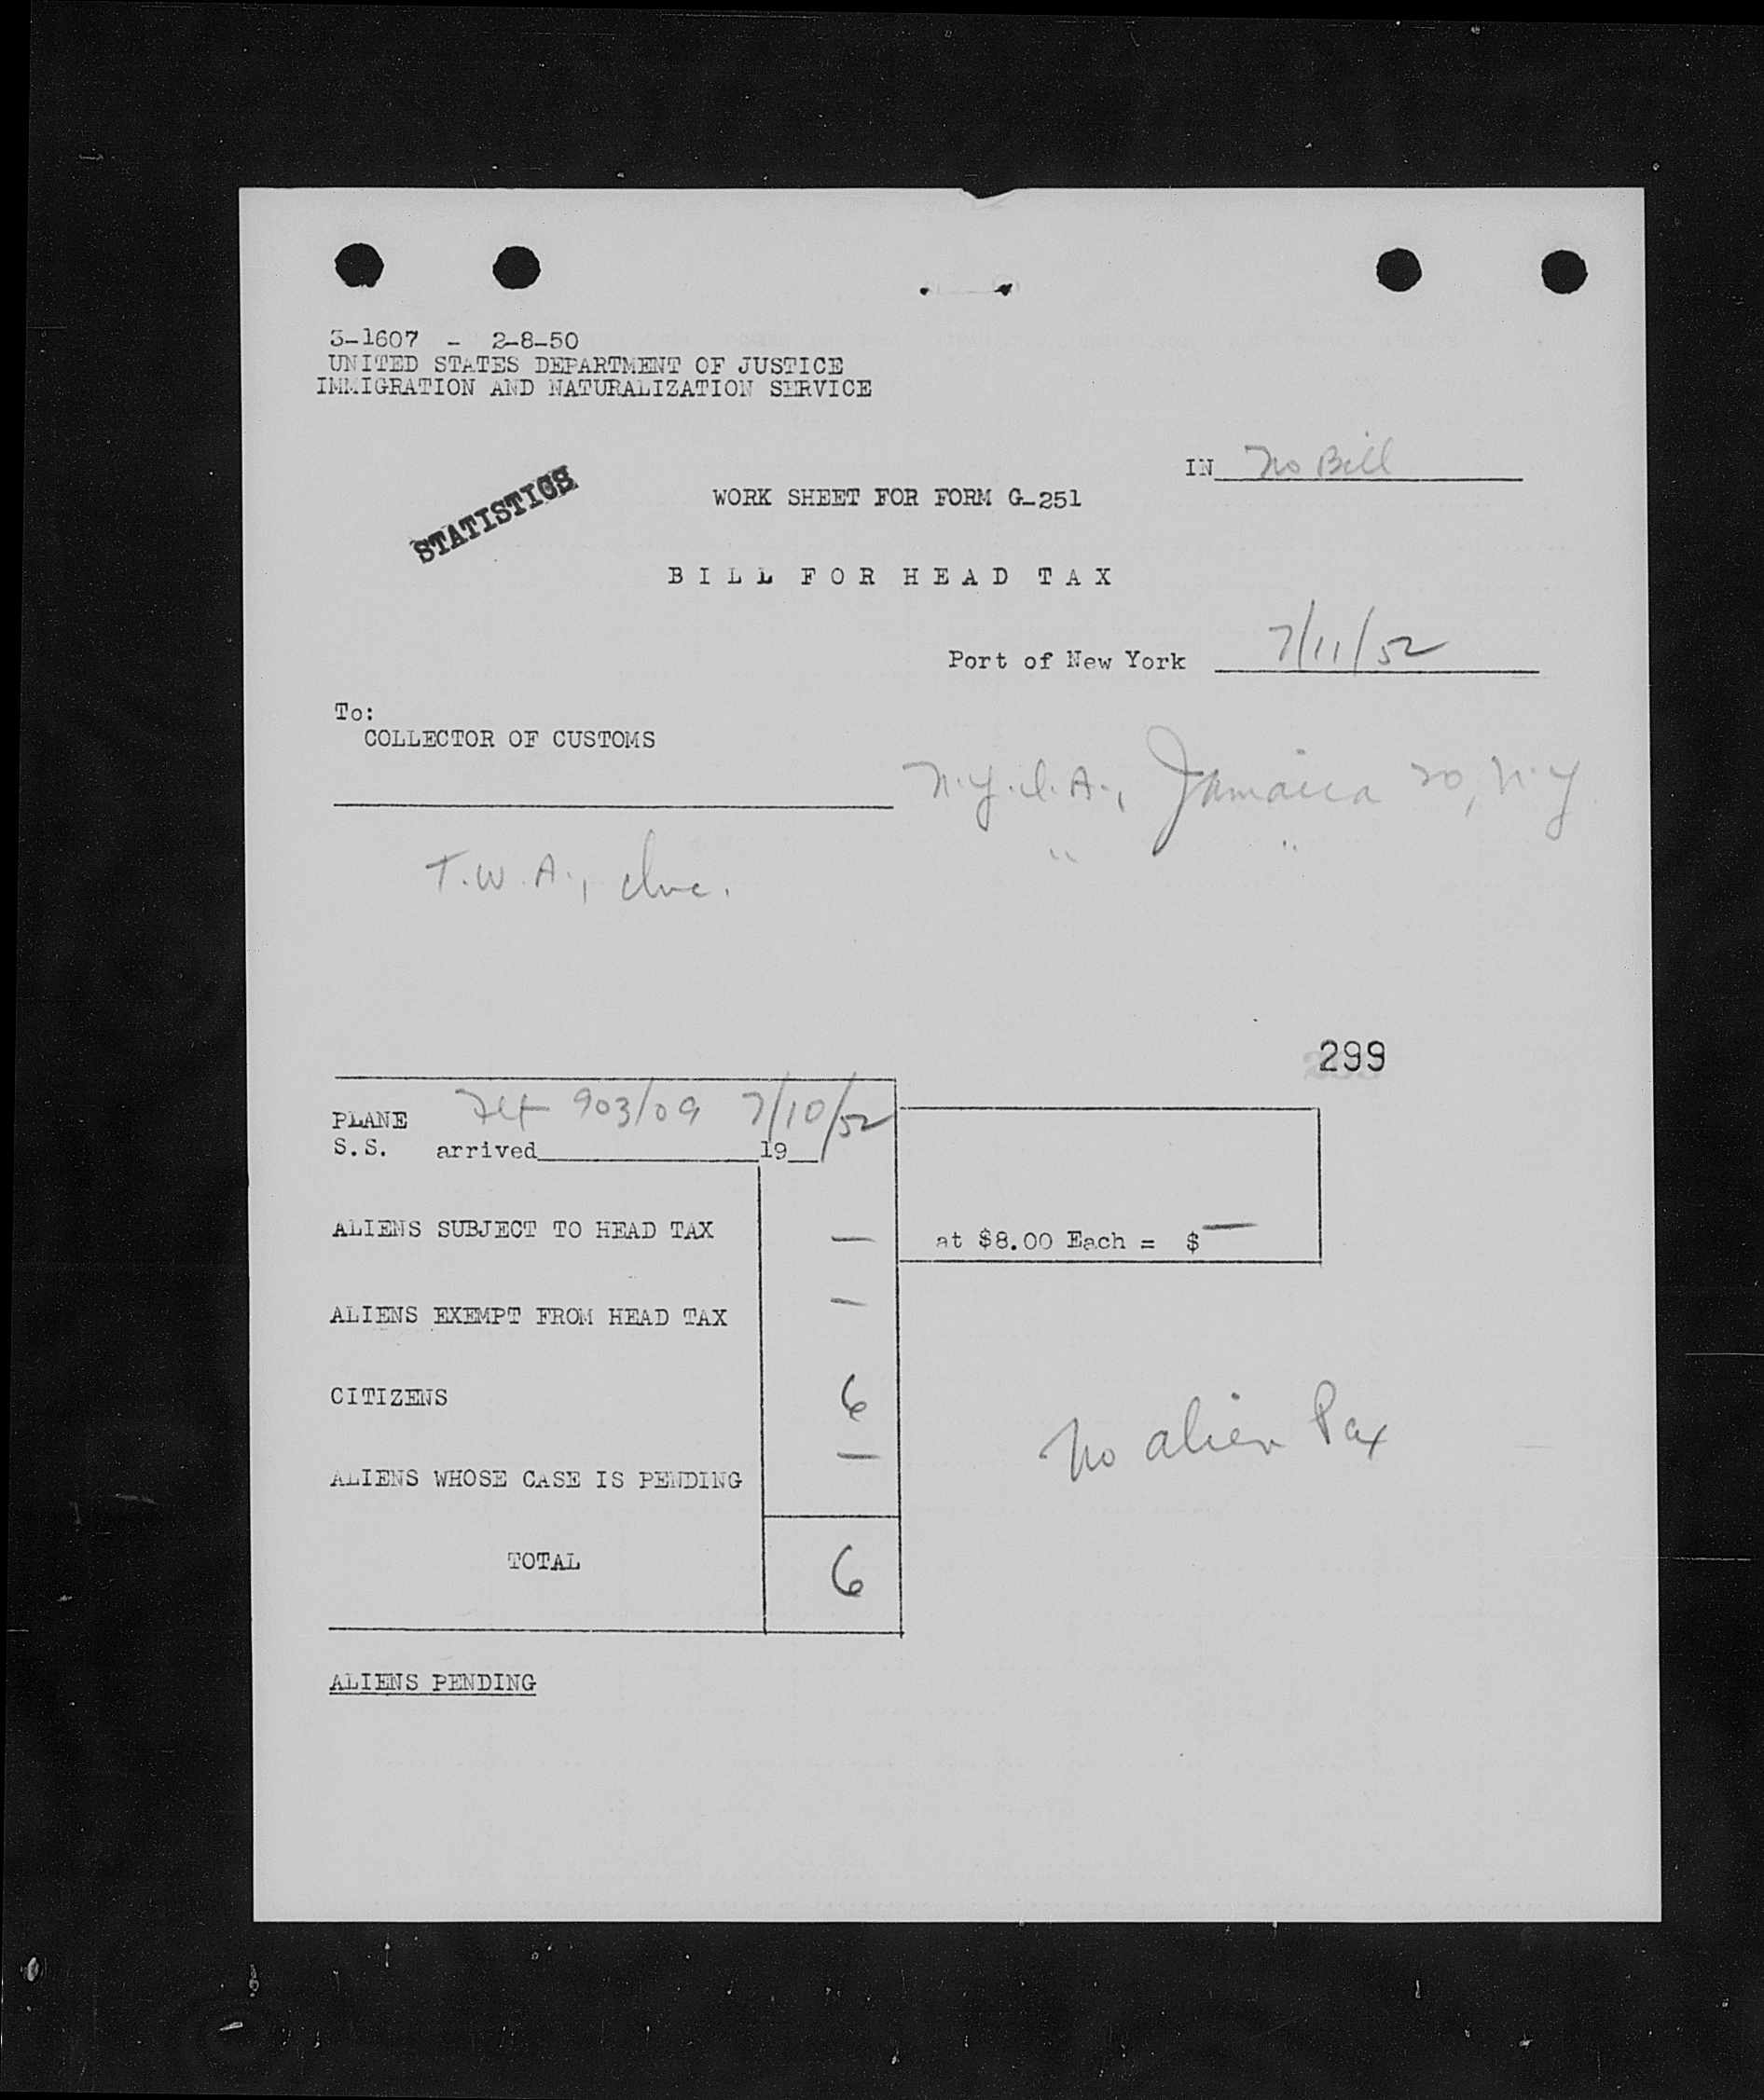 3-1607 - 2-8-50
UNITED STATES DEPARTMENT OF JUSTICE
IMMIGRATION AND NATURALIZATION SERVICE
IN No Bill
STATISTICS
WORK SHEET FOR FORM G-251
BILL FOR HEAD TAX
Port of New York 7/11/52
To:
COLLECTOR OF CUSTOMS
N.Y.I.A., Jamaica 20, N.Y
" "
T.W.A., Inc.
299
PLANE Flt 903/09 7/10/52
S.S. arrived 19
ALIENS SUBJECT TO HEAD TAX —
at $8.00 Each = $ —
ALIENS EXEMPT FROM HEAD TAX —
CITIZENS 6
No alien Pax
ALIENS WHOSE CASE IS PENDING —
TOTAL 6
ALIENS PENDING